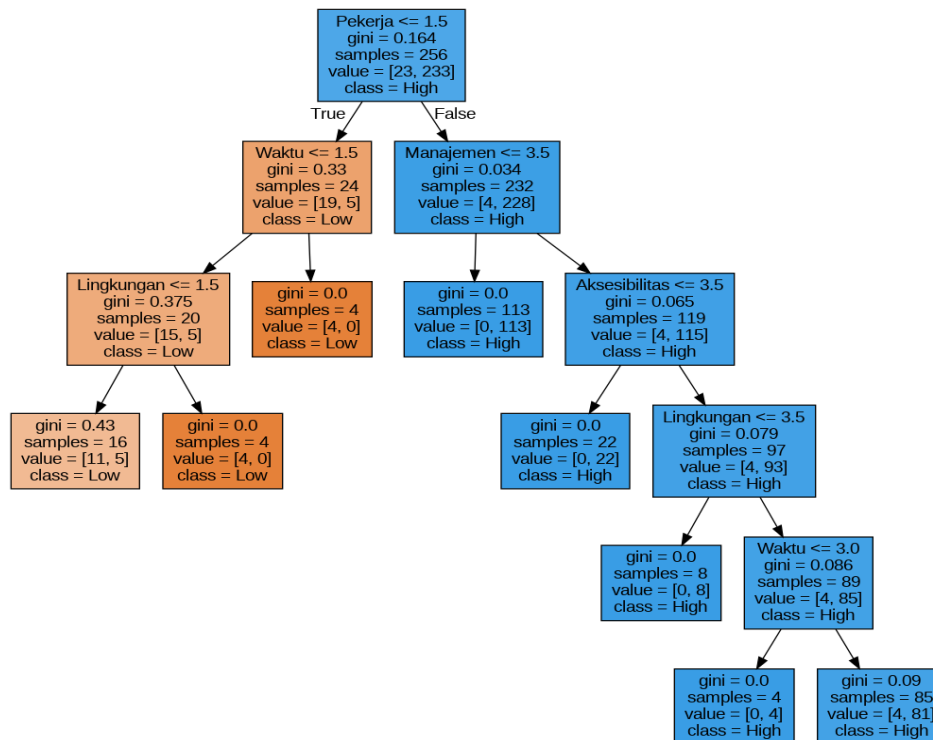 Pekerja <= 1.5
gini = 0.164
samples = 256
value = [23, 233]
class = High
True
False
Waktu <= 1.5
gini = 0.33
samples = 24
value = [19, 5]
class = Low
Manajemen <= 3.5
gini = 0.034
samples = 232
value = [4, 228]
class = High
Lingkungan <= 1.5
gini = 0.375
samples = 20
value = [15, 5]
class = Low
gini = 0.0
samples = 4
value = [4, 0]
class = Low
gini = 0.0
samples = 113
value = [0, 113]
class = High
Aksesibilitas <= 3.5
gini = 0.065
samples = 119
value = [4, 115]
class = High
gini = 0.43
samples = 16
value = [11, 5]
class = Low
gini = 0.0
samples = 4
value = [4, 0]
class = Low
gini = 0.0
samples = 22
value = [0, 22]
class = High
Lingkungan <= 3.5
gini = 0.079
samples = 97
value = [4, 93]
class = High
gini = 0.0
samples = 8
value = [0, 8]
class = High
Waktu <= 3.0
gini = 0.086
samples = 89
value = [4, 85]
class = High
gini = 0.0
samples = 4
value = [0, 4]
class = High
gini = 0.09
samples = 85
value = [4, 81]
class = High